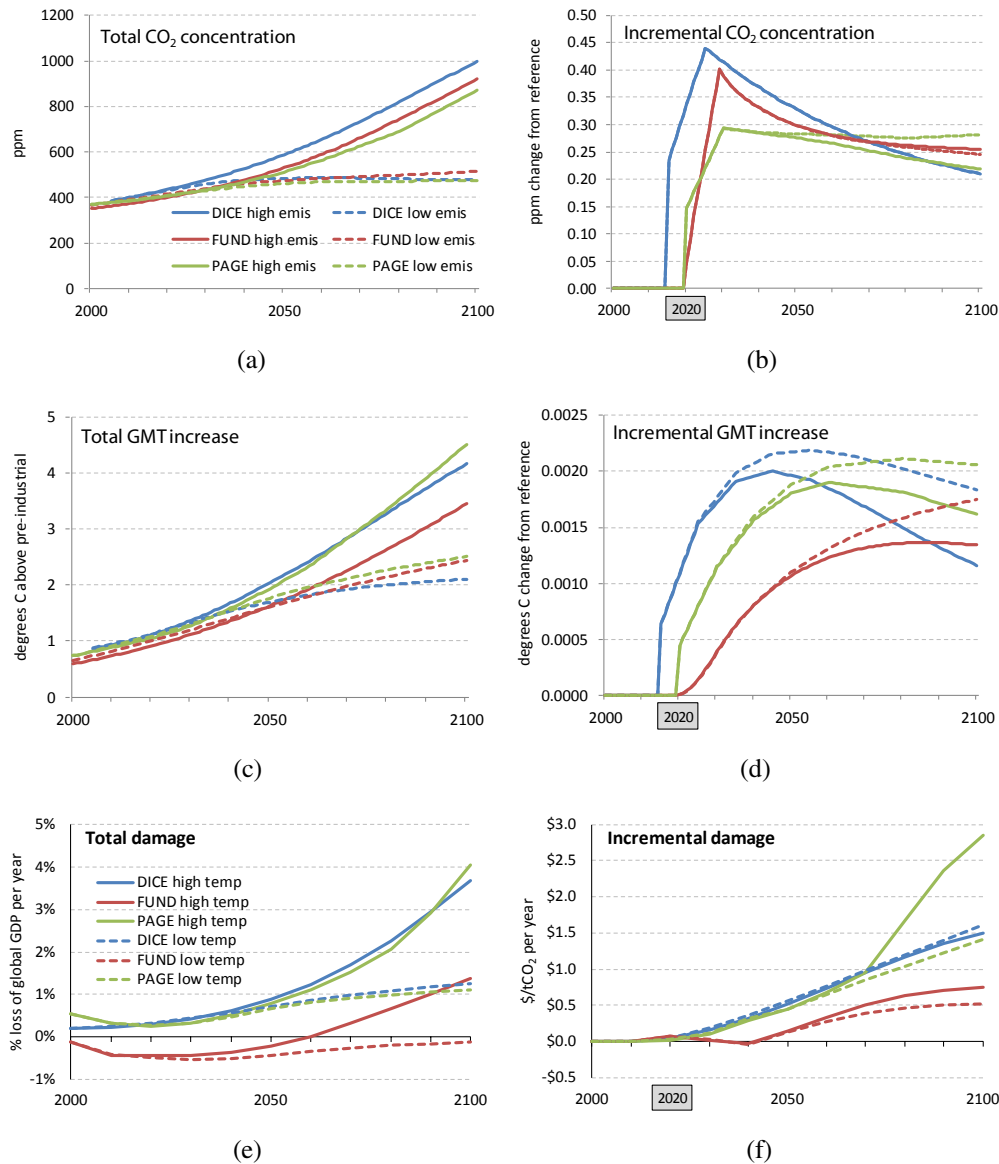 Total CO2 concentration
ppm
1200
1000
800
600
400
200
0
DICE high emis
DICE low emis
FUND high emis
FUND low emis
PAGE high emis
PAGE low emis
2000
2050
2100
(a)
Incremental CO2 concentration
ppm change from reference
0.50
0.45
0.40
0.35
0.30
0.25
0.20
0.15
0.10
0.05
0.00
2000
2020
2050
2100
(b)
Total GMT increase
degrees C above pre-industrial
5
4
3
2
1
0
2000
2050
2100
(c)
Incremental GMT increase
degrees C change from reference
0.0025
0.0020
0.0015
0.0010
0.0005
0.0000
2000
2020
2050
2100
(d)
Total damage
% loss of global GDP per year
5%
4%
3%
2%
1%
0%
-1%
DICE high temp
FUND high temp
PAGE high temp
DICE low temp
FUND low temp
PAGE low temp
2000
2050
2100
(e)
Incremental damage
$/tCO2 per year
$3.0
$2.5
$2.0
$1.5
$1.0
$0.5
$0.0
-$0.5
2000
2020
2050
2100
(f)